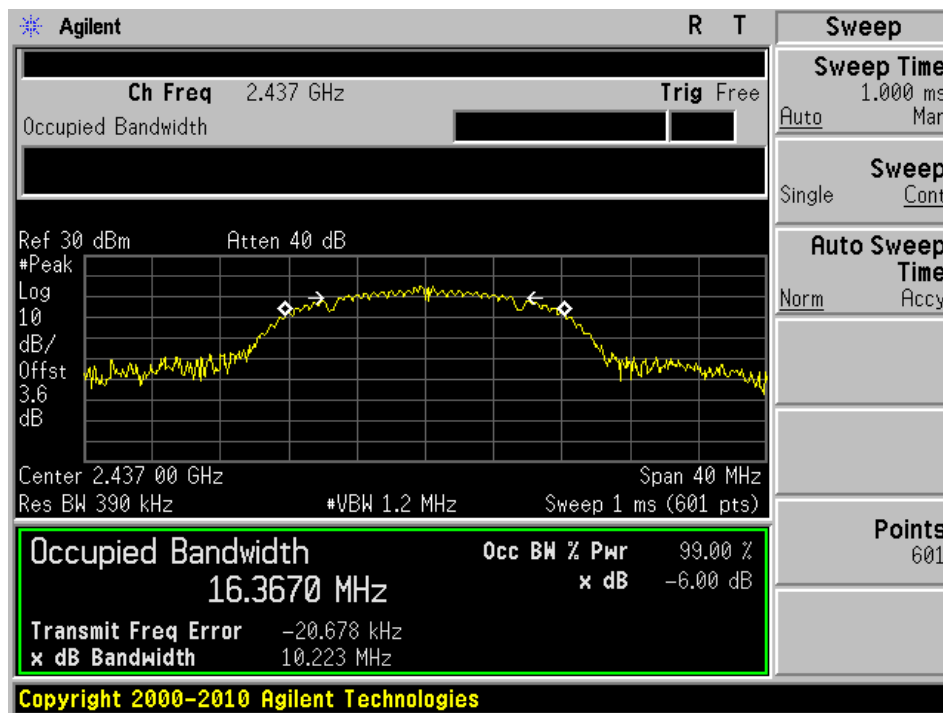 Agilent R T
Ch Freq 2.437 GHz Trig Free
Occupied Bandwidth
Ref 30 dBm Atten 40 dB
#Peak
Log
10
dB/
Offst
3.6
dB
Center 2.437 00 GHz Span 40 MHz
Res BW 390 kHz #VBW 1.2 MHz Sweep 1 ms (601 pts)
Occupied Bandwidth Occ BW % Pwr 99.00 %
16.3670 MHz x dB -6.00 dB
Transmit Freq Error -20.678 kHz
x dB Bandwidth 10.223 MHz
Copyright 2000-2010 Agilent Technologies
Sweep
Sweep Time
1.000 ms
Auto Man
Sweep
Single Cont
Auto Sweep
Time
Norm Accy
Points
601